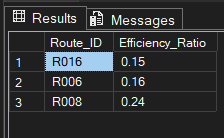 Results Messages
Route_ID Efficiency_Ratio
1 R016 0.15
2 R006 0.16
3 R008 0.24